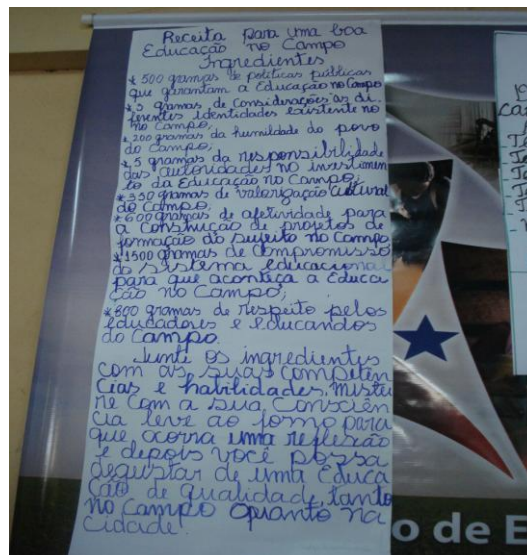 Receita para uma boa
Educação no Campo
Ingredientes
* 500 gramas de políticas públicas
que garantam a Educação no Campo
* 5 gramas de considerações as di
ferentes identidades existente no
no Campo;
* 200 gramas da humildade do povo
do Campo;
* 5 gramas da responsibilidade
das autoridades no investimen
to da Educação no Campo;
* 350 gramas de valorização Cultural
do Campo;
* 600 gramas de afetividade para
a construção de projetos de
formação do sujeito no Campo
* 1500 gramas de Compromisso
do sistema educacional
para que aconteça a Educa
ção no Campo;
* 800 gramas de respeito pelos
educadores e educandos
do Campo.
Junte os ingredientes
com as suas competên
cias e habilidades, mistu
re com a sua Consciên
cia leve ao forno para
que ocorra uma reflexão
e depois você possa
degustar de uma Educa
ção de qualidade tanto
no Campo quanto na
cidade.
o de E